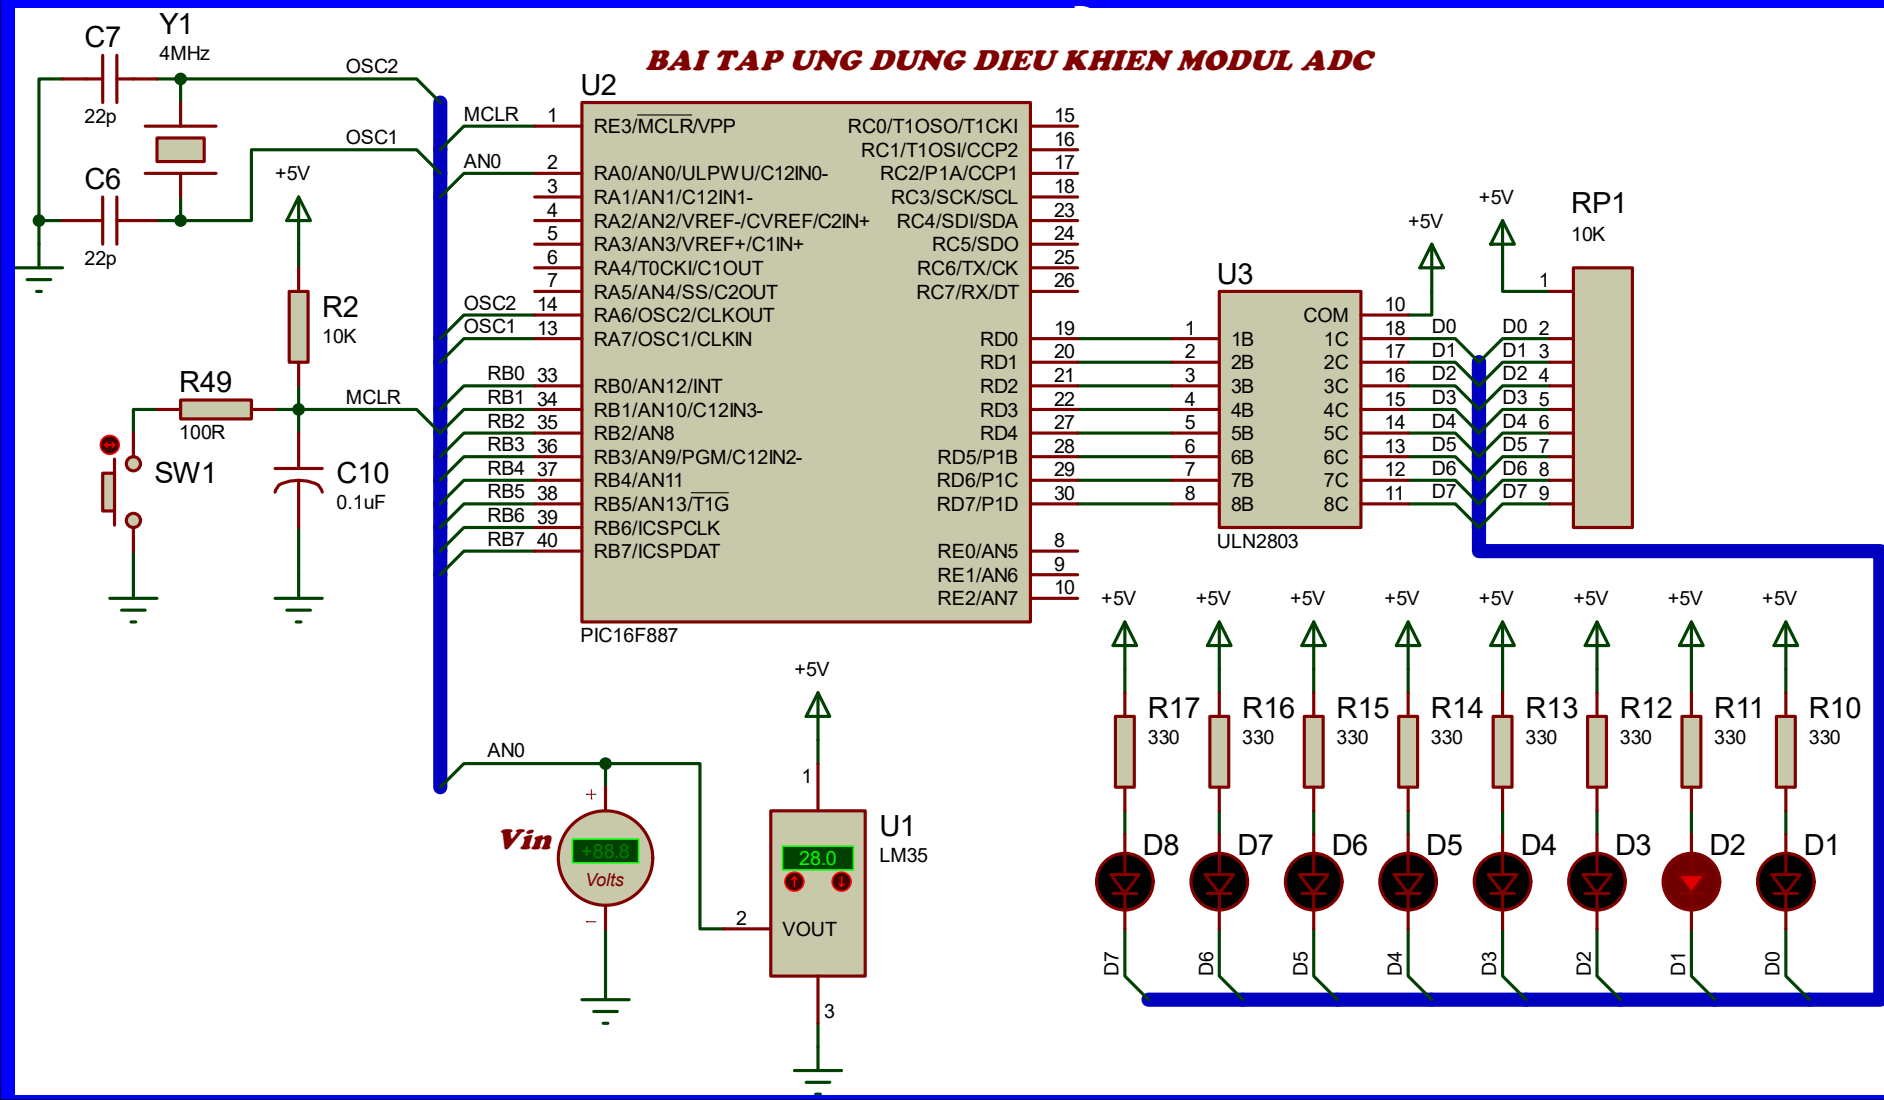 BAI TAP UNG DUNG DIEU KHIEN MODUL ADC
C7
22p
Y1
4MHz
OSC2
OSC1
C6
22p
+5V
R2
10K
R49
100R
MCLR
SW1
C10
0.1uF
U2
MCLR 1 RE3/MCLR/VPP
AN0 2 RA0/AN0/ULPWU/C12IN0-
3 RA1/AN1/C12IN1-
4 RA2/AN2/VREF-/CVREF/C2IN+
5 RA3/AN3/VREF+/C1IN+
6 RA4/T0CKI/C1OUT
7 RA5/AN4/SS/C2OUT
OSC2 14 RA6/OSC2/CLKOUT
OSC1 13 RA7/OSC1/CLKIN
RB0 33 RB0/AN12/INT
RB1 34 RB1/AN10/C12IN3-
RB2 35 RB2/AN8
RB3 36 RB3/AN9/PGM/C12IN2-
RB4 37 RB4/AN11
RB5 38 RB5/AN13/T1G
RB6 39 RB6/ICSPCLK
RB7 40 RB7/ICSPDAT
RC0/T1OSO/T1CKI 15
RC1/T1OSI/CCP2 16
RC2/P1A/CCP1 17
RC3/SCK/SCL 18
RC4/SDI/SDA 23
RC5/SDO 24
RC6/TX/CK 25
RC7/RX/DT 26
RD0 19
RD1 20
RD2 21
RD3 22
RD4 27
RD5/P1B 28
RD6/P1C 29
RD7/P1D 30
RE0/AN5 8
RE1/AN6 9
RE2/AN7 10
PIC16F887
U3
+5V
COM 10
1 1B 1C 18 D0
2 2B 2C 17 D1
3 3B 3C 16 D2
4 4B 4C 15 D3
5 5B 5C 14 D4
6 6B 6C 13 D5
7 7B 7C 12 D6
8 8B 8C 11 D7
ULN2803
+5V
RP1
10K
1
D0 2
D1 3
D2 4
D3 5
D4 6
D5 7
D6 8
D7 9
AN0
Vin
+
+88.8
Volts
−
+5V
1
U1
LM35
28.0
2 VOUT
3
+5V +5V +5V +5V +5V +5V +5V +5V
R17 R16 R15 R14 R13 R12 R11 R10
330 330 330 330 330 330 330 330
D8 D7 D6 D5 D4 D3 D2 D1
D7 D6 D5 D4 D3 D2 D1 D0